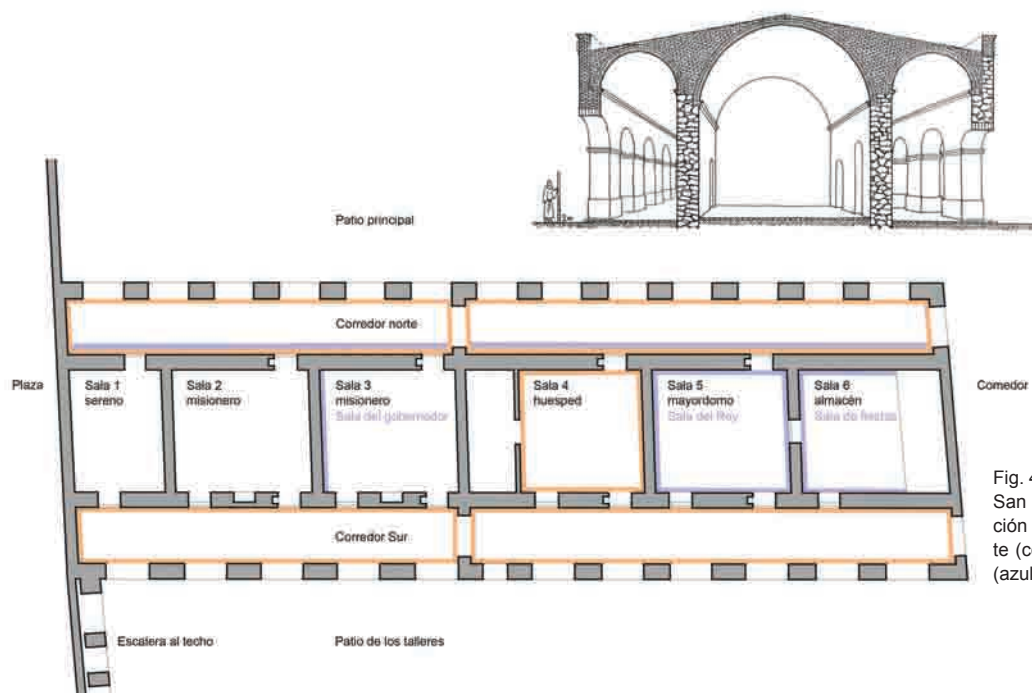 Patio principal
Corredor norte
Plaza
Sala 1
sereno
Sala 2
misionero
Sala 3
misionero
Sala del gobernador
Sala 4
huesped
Sala 5
mayordomo
Sala del Rey
Sala 6
almacén
Sala de fiestas
Comedor
Corredor Sur
Escalera al techo
Patio de los talleres
Fig. 4
San
ción
te (c
(azul